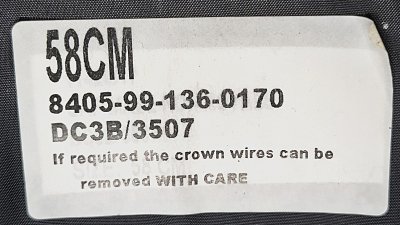 58CM
8405-99-136-0170
DC3B/3507
If required the crown wires can be
removed WITH CARE